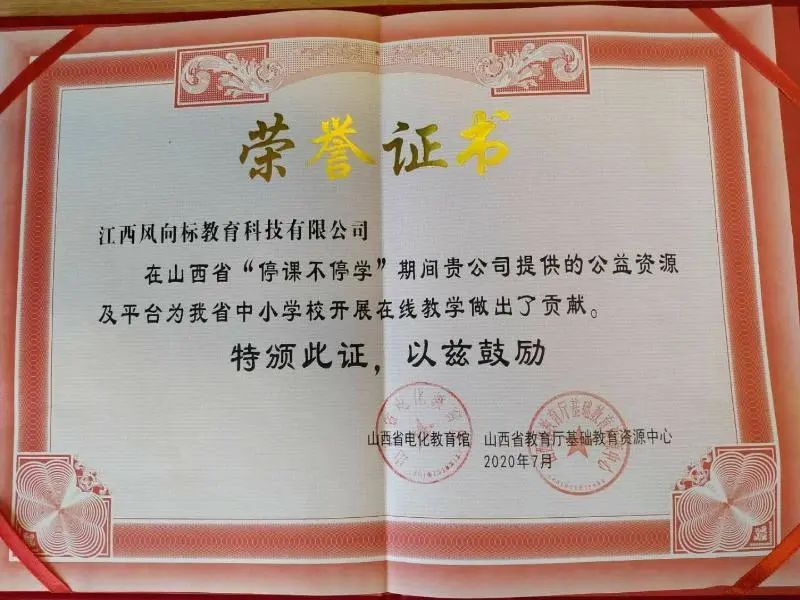 荣誉证书
江西风向标教育科技有限公司
在山西省“停课不停学”期间贵公司提供的公益资源
及平台为我省中小学校开展在线教学做出了贡献。
特颁此证，以兹鼓励
山西省电化教育馆 山西省教育厅基础教育资源中心
2020年7月